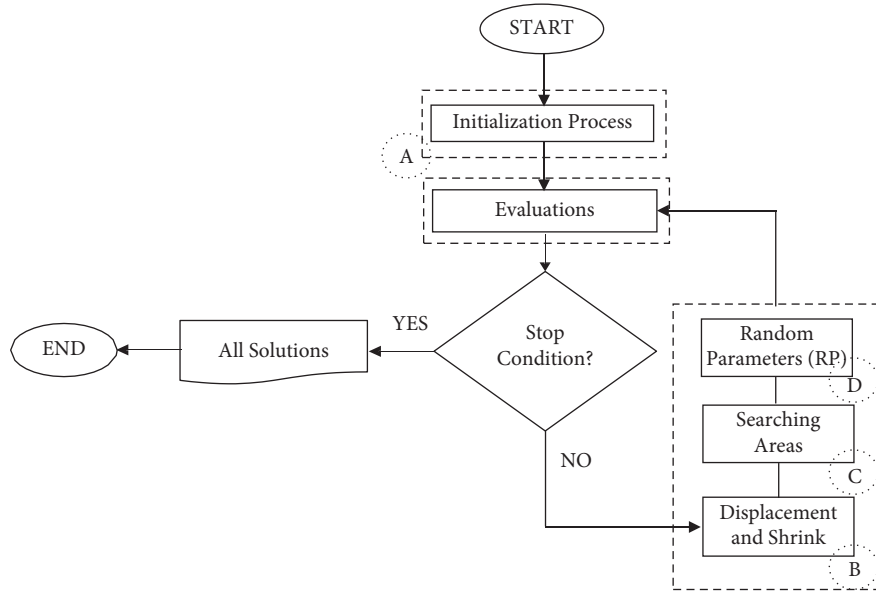 START
Initialization Process
A
Evaluations
Stop
Condition?
YES
All Solutions
END
NO
Random
Parameters (RP)
D
Searching
Areas
C
Displacement
and Shrink
B